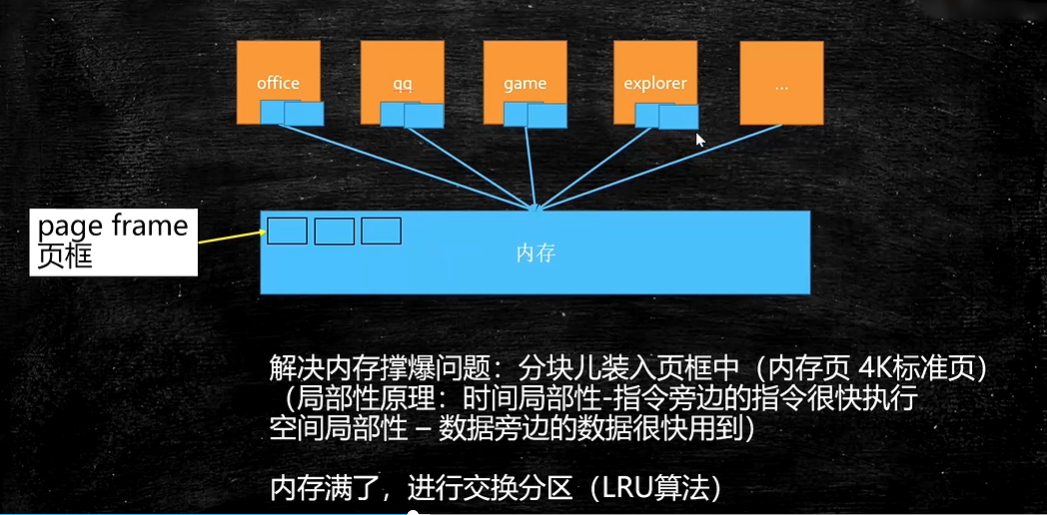 office
qq
game
explorer
...
page frame
页框
内存
解决内存撑爆问题：分块儿装入页框中（内存页 4K标准页）
（局部性原理：时间局部性-指令旁边的指令很快执行
空间局部性 – 数据旁边的数据很快用到）
内存满了，进行交换分区（LRU算法）